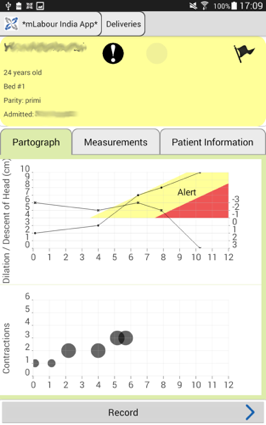 100% 17:09
*mLabour India App* Deliveries
24 years old
Bed #1
Parity: primi
Admitted:
Partograph Measurements Patient Information
Dilation / Descent of Head (cm)
10
9
8
7
6
5
4
3
2
1
0
Alert
-3
-2
-1
0
1
2
3
0 1 2 3 4 5 6 7 8 9 10 11 12
Contractions
6
5
4
3
2
1
0
0 1 2 3 4 5 6 7 8 9 10 11 12
Record